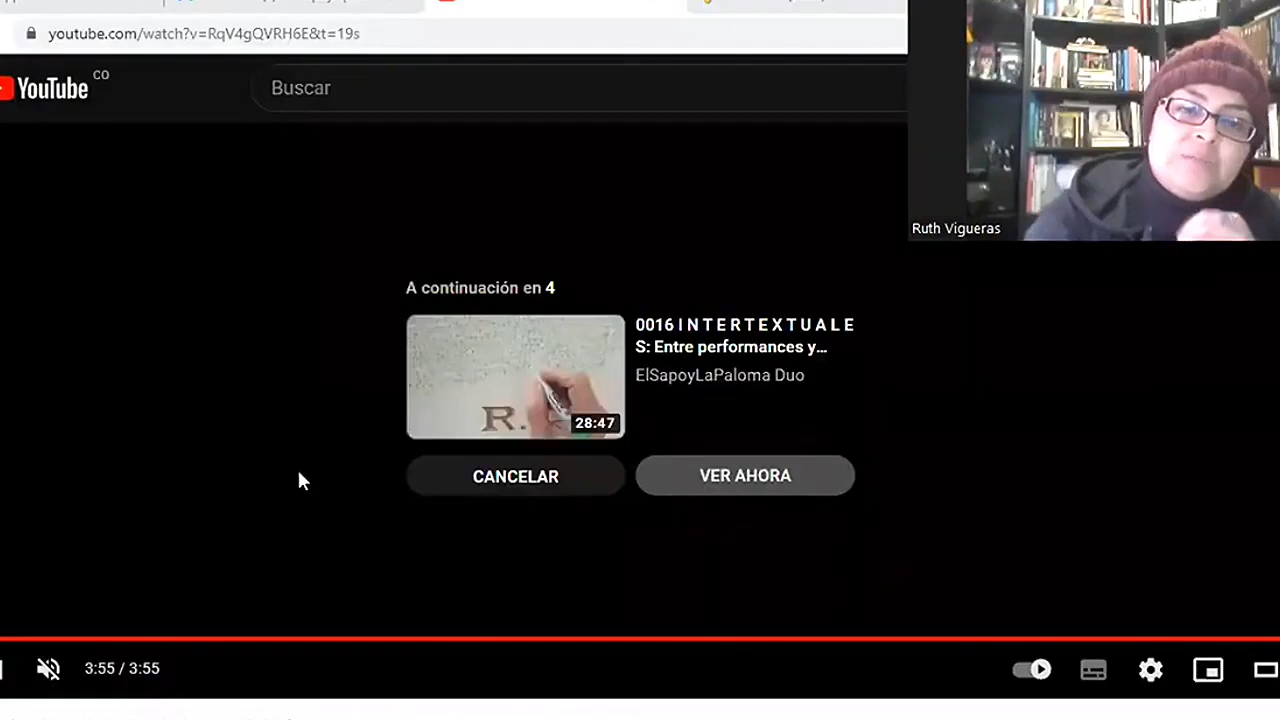 youtube.com/watch?v=RqV4gQVRH6E&t=19s
YouTube CO
Buscar
Ruth Vigueras
A continuación en 4
0016 I N T E R T E X T U A L E
S: Entre performances y...
ElSapoyLaPaloma Duo
R.
28:47
CANCELAR
VER AHORA
3:55 / 3:55